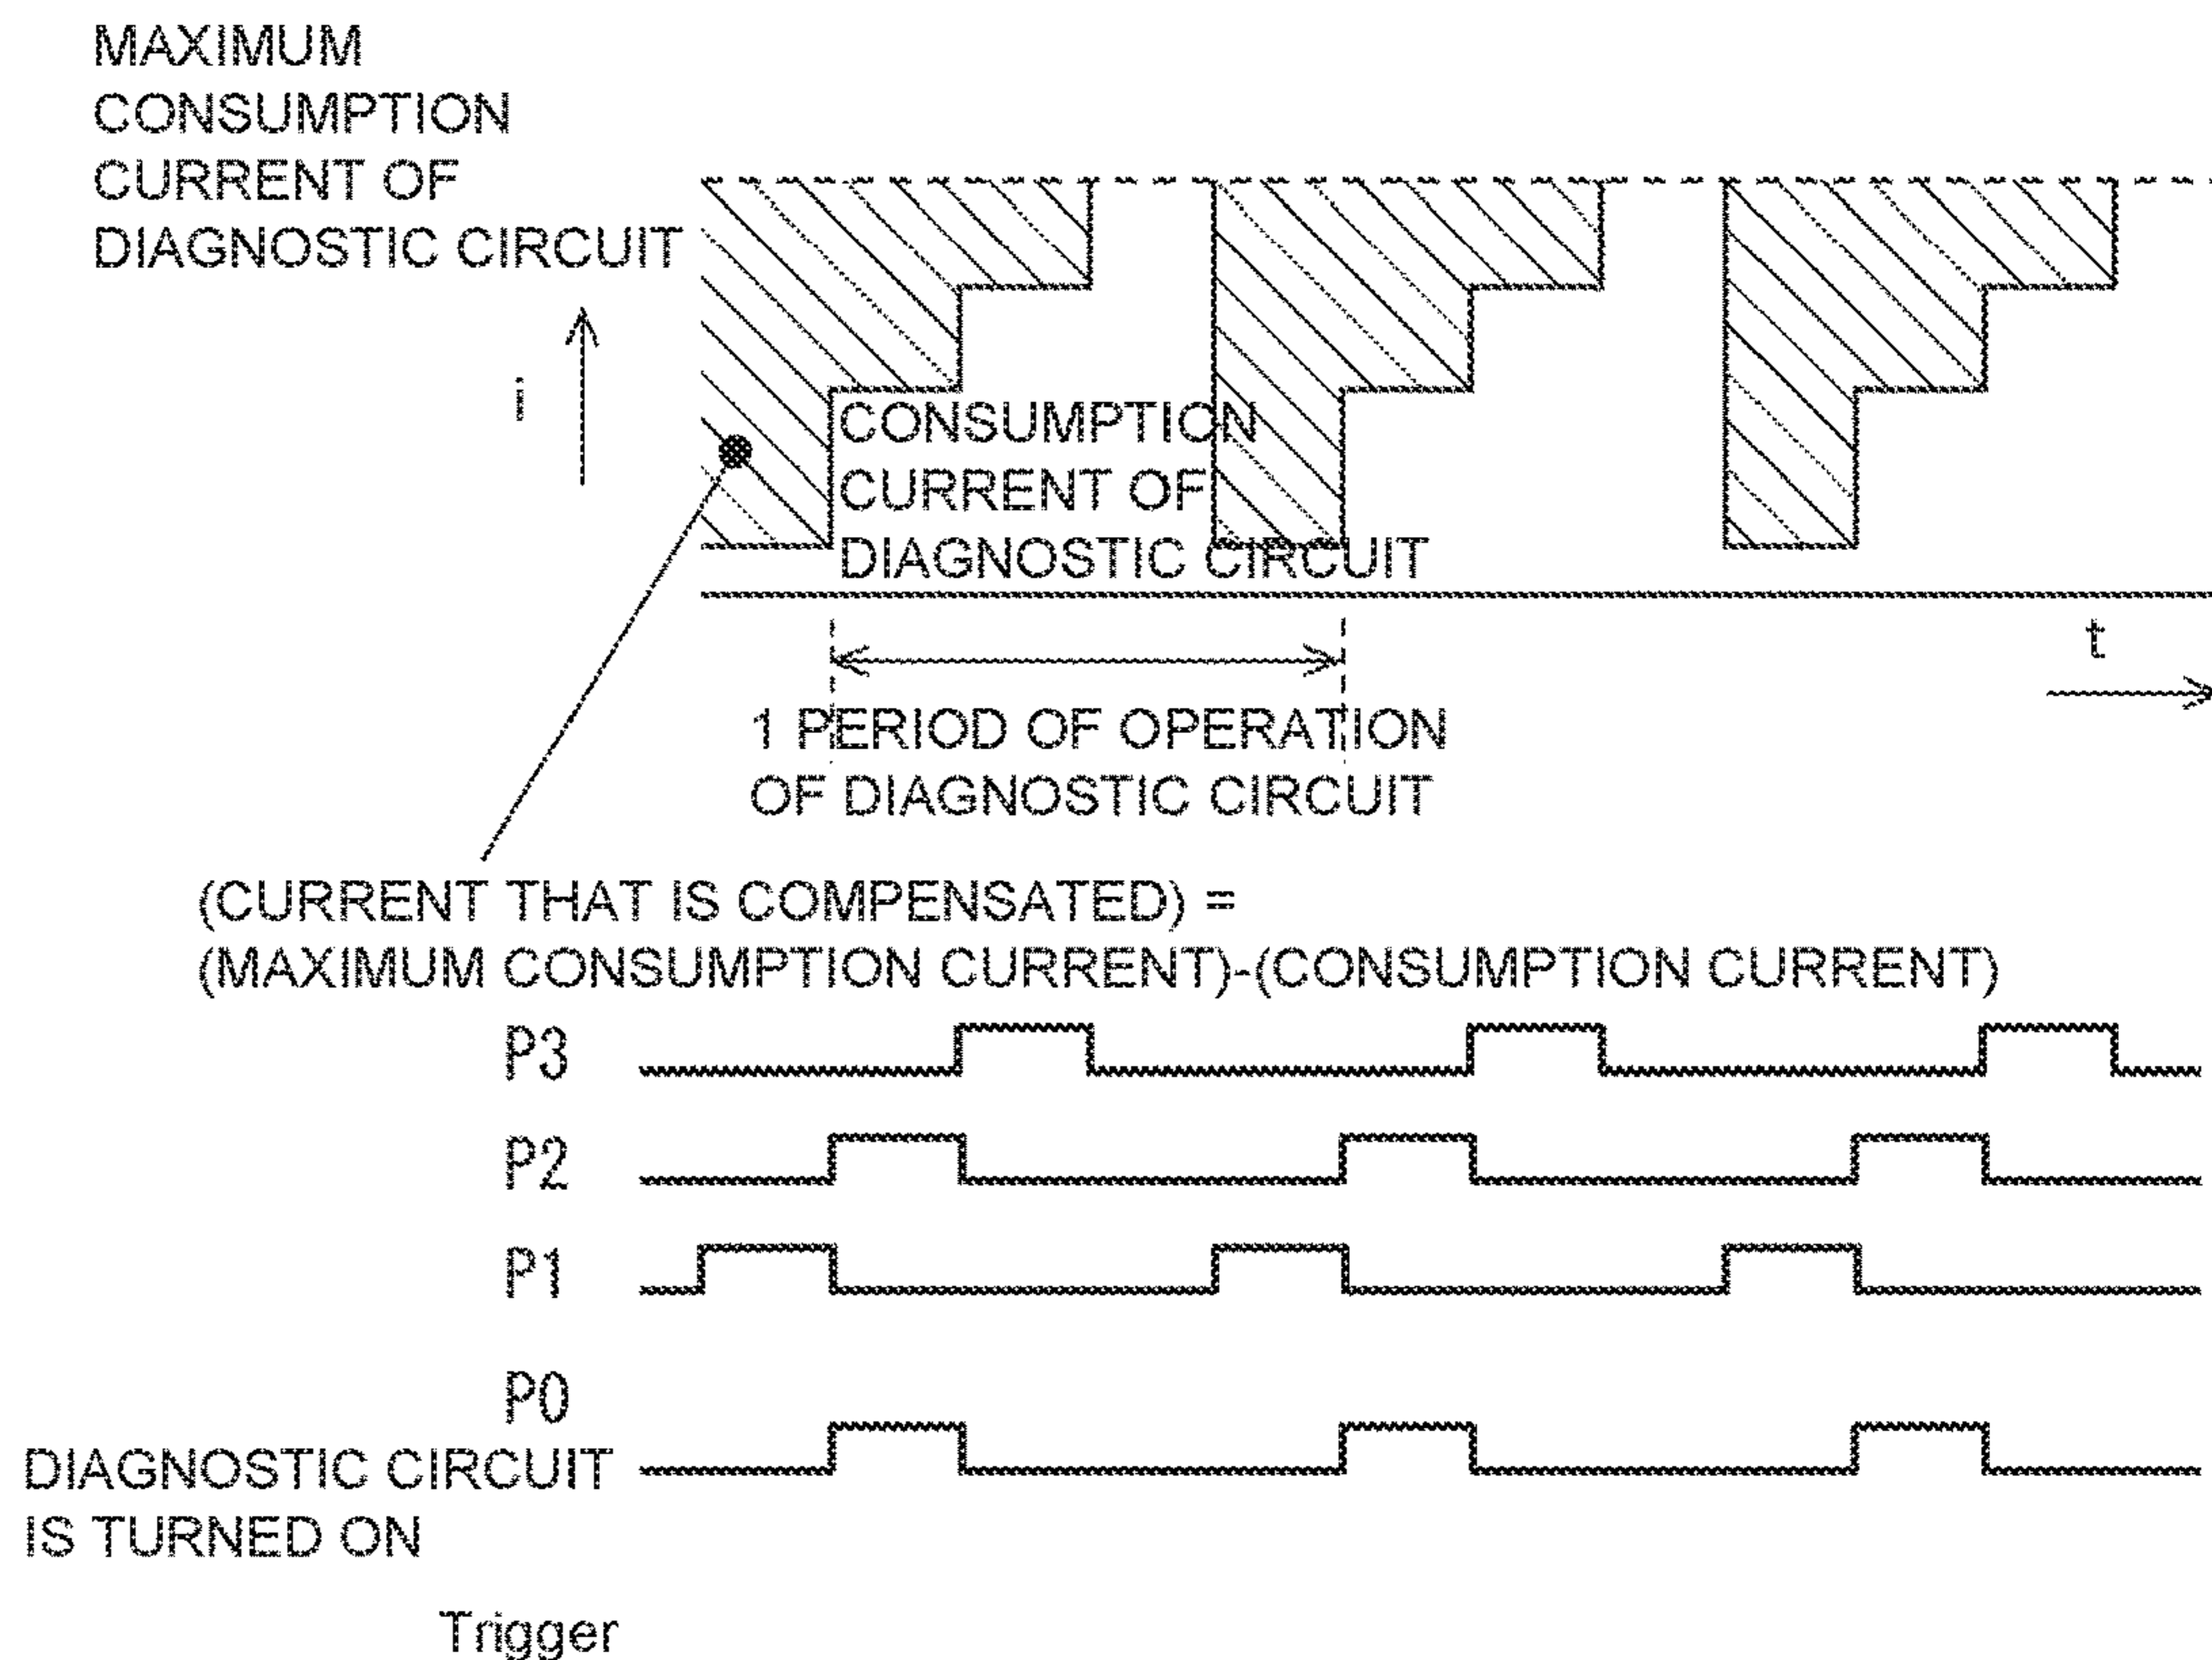 MAXIMUM
CONSUMPTION
CURRENT OF
DIAGNOSTIC CIRCUIT
i
CONSUMPTION
CURRENT OF
DIAGNOSTIC CIRCUIT
t
1 PERIOD OF OPERATION
OF DIAGNOSTIC CIRCUIT
(CURRENT THAT IS COMPENSATED) =
(MAXIMUM CONSUMPTION CURRENT)-(CONSUMPTION CURRENT)
P3
P2
P1
P0
DIAGNOSTIC CIRCUIT
IS TURNED ON
Trigger